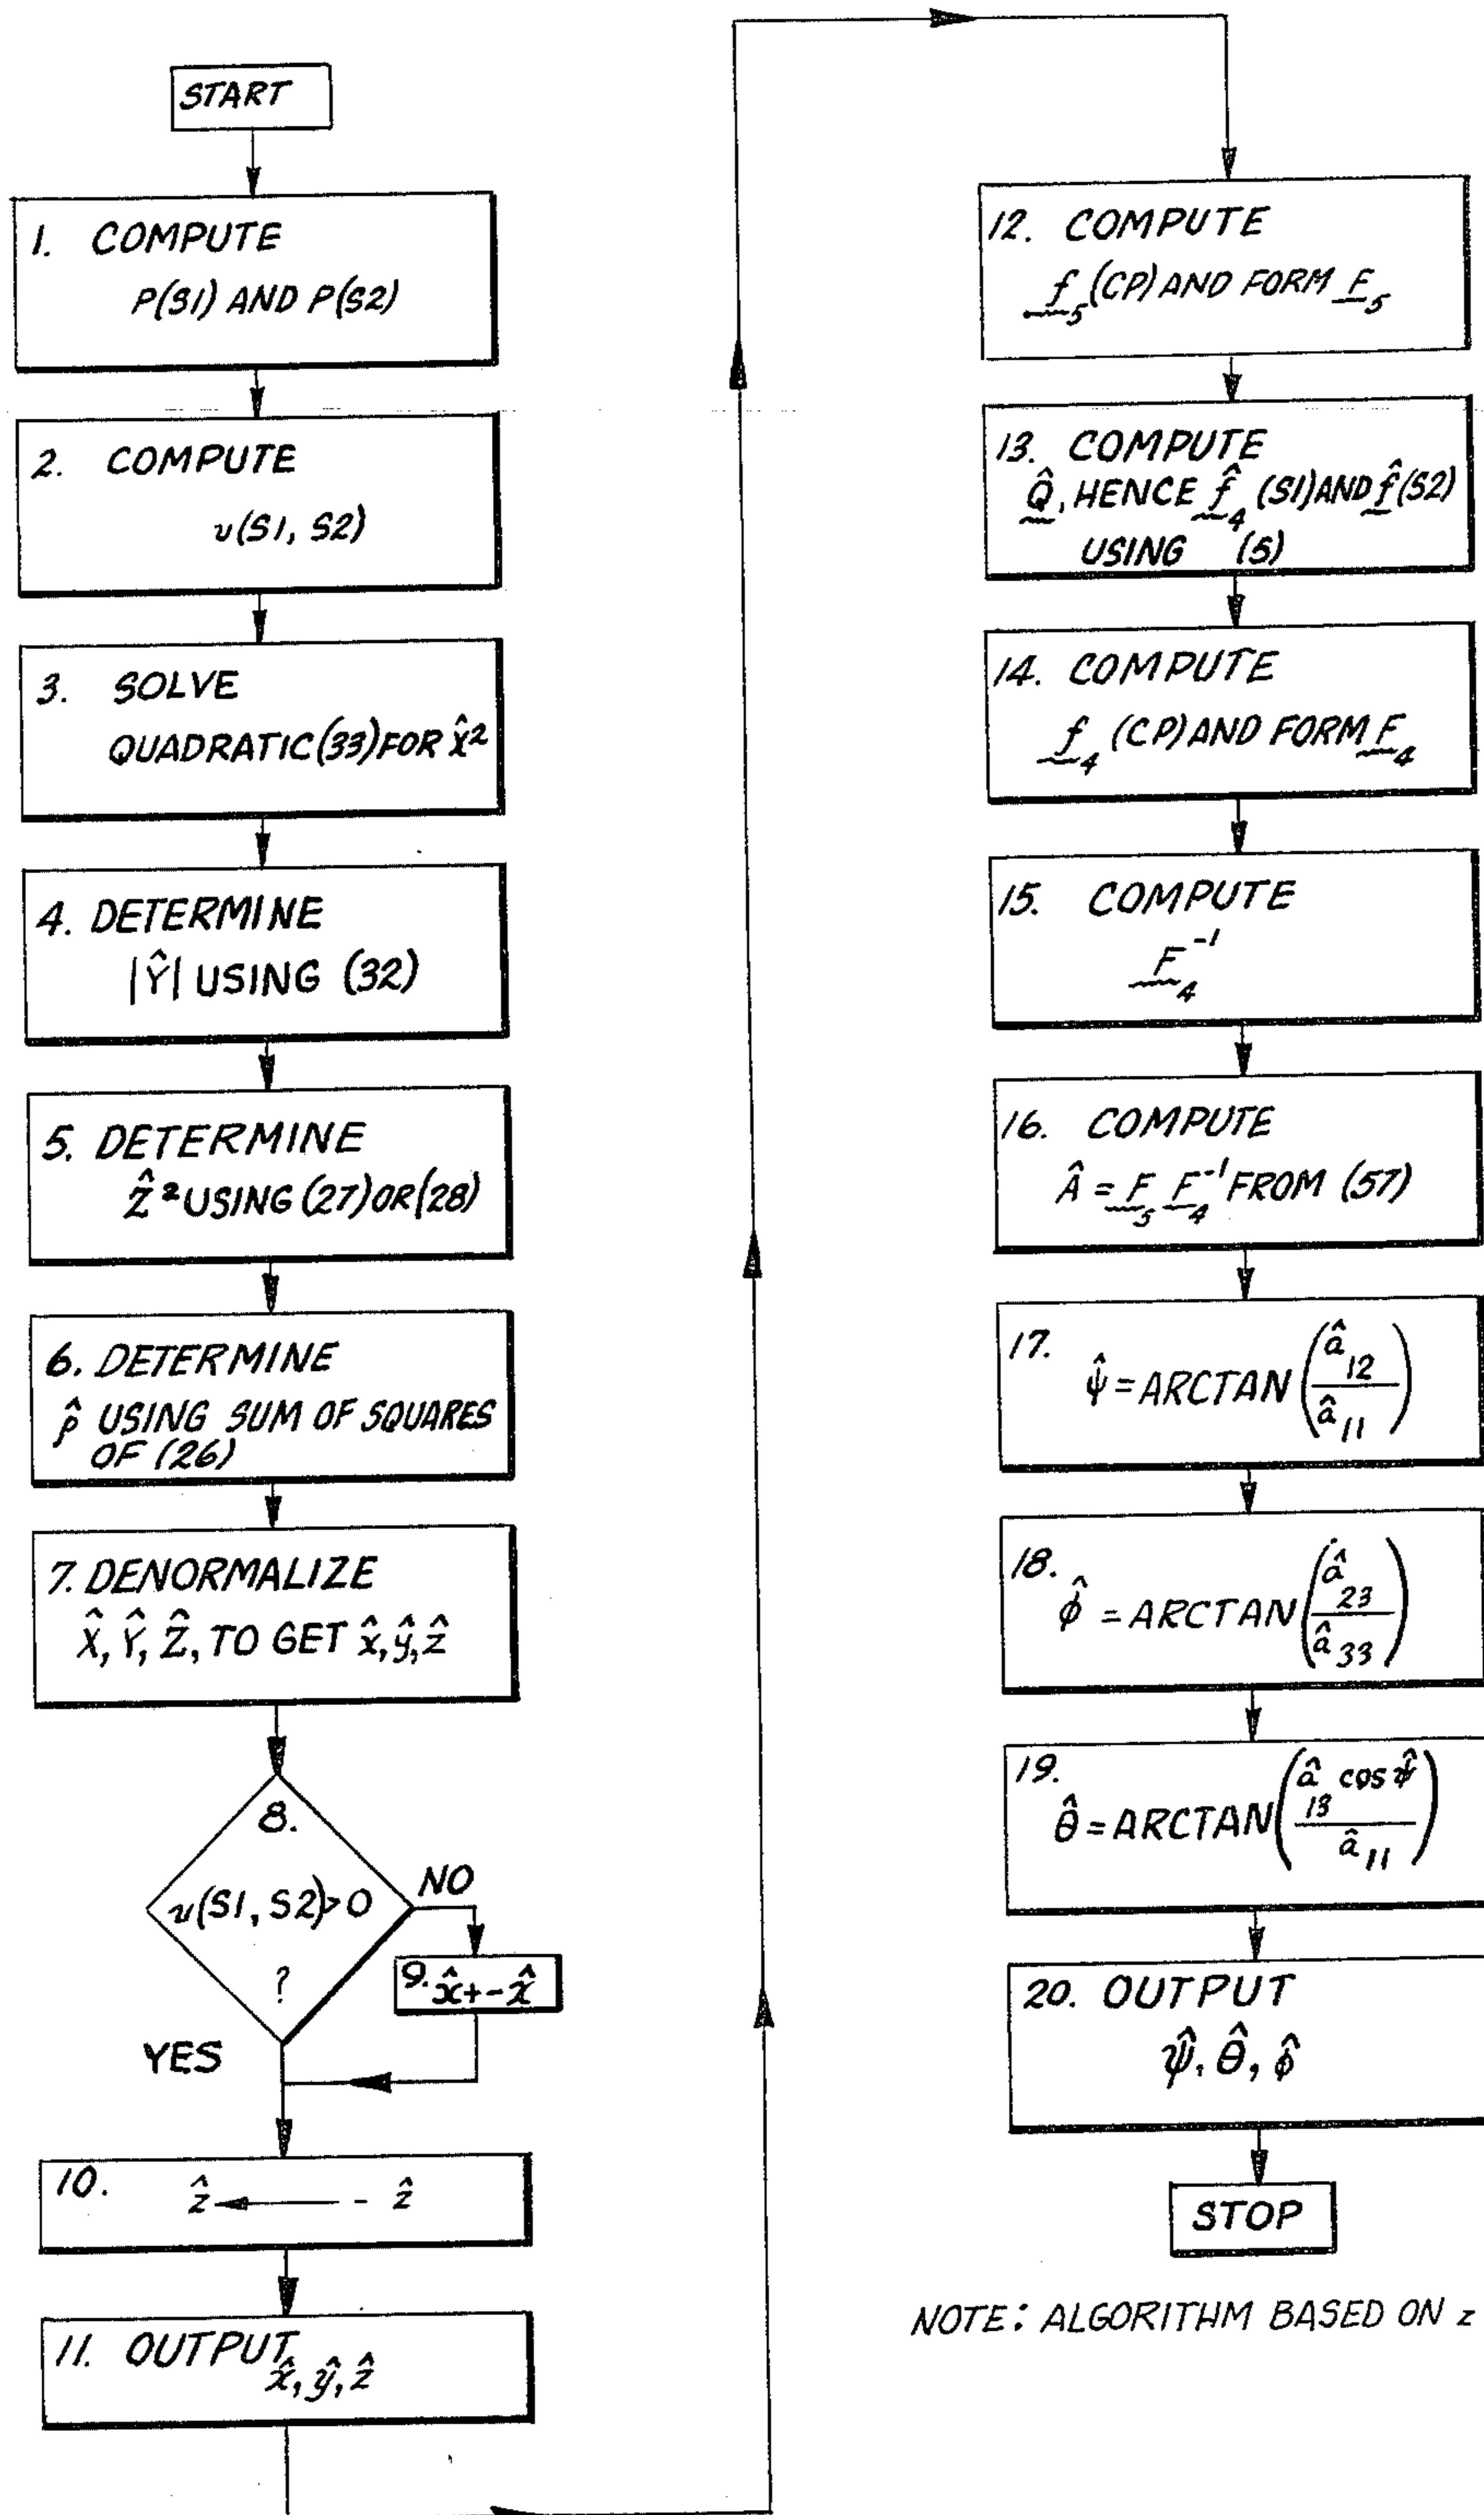 START
1. COMPUTE
P(S1) AND P(S2)
2. COMPUTE
v(S1, S2)
3. SOLVE
QUADRATIC (33) FOR X̂²
4. DETERMINE
|Ŷ| USING (32)
5. DETERMINE
Ẑ² USING (27) OR (28)
6. DETERMINE
ρ̂ USING SUM OF SQUARES
OF (26)
7. DENORMALIZE
X̂, Ŷ, Ẑ, TO GET x̂, ŷ, ẑ
8.
v(S1, S2)>0
?
NO
9. x̂←-x̂
YES
10. ẑ ← - ẑ
11. OUTPUT
x̂, ŷ, ẑ
12. COMPUTE
f₅ (CP) AND FORM F₅
13. COMPUTE
Q̂, HENCE f̂₄ (S1) AND f̂ (S2)
USING (5)
14. COMPUTE
f₄ (CP) AND FORM F₄
15. COMPUTE
F₄⁻¹
16. COMPUTE
Â = F₅ F₄⁻¹ FROM (57)
17. ψ̂ = ARCTAN (â₁₂ / â₁₁)
18. φ̂ = ARCTAN (â₂₃ / â₃₃)
19. θ̂ = ARCTAN (â₁₃ cos ψ̂ / â₁₁)
20. OUTPUT
ψ̂, θ̂, φ̂
STOP
NOTE: ALGORITHM BASED ON z